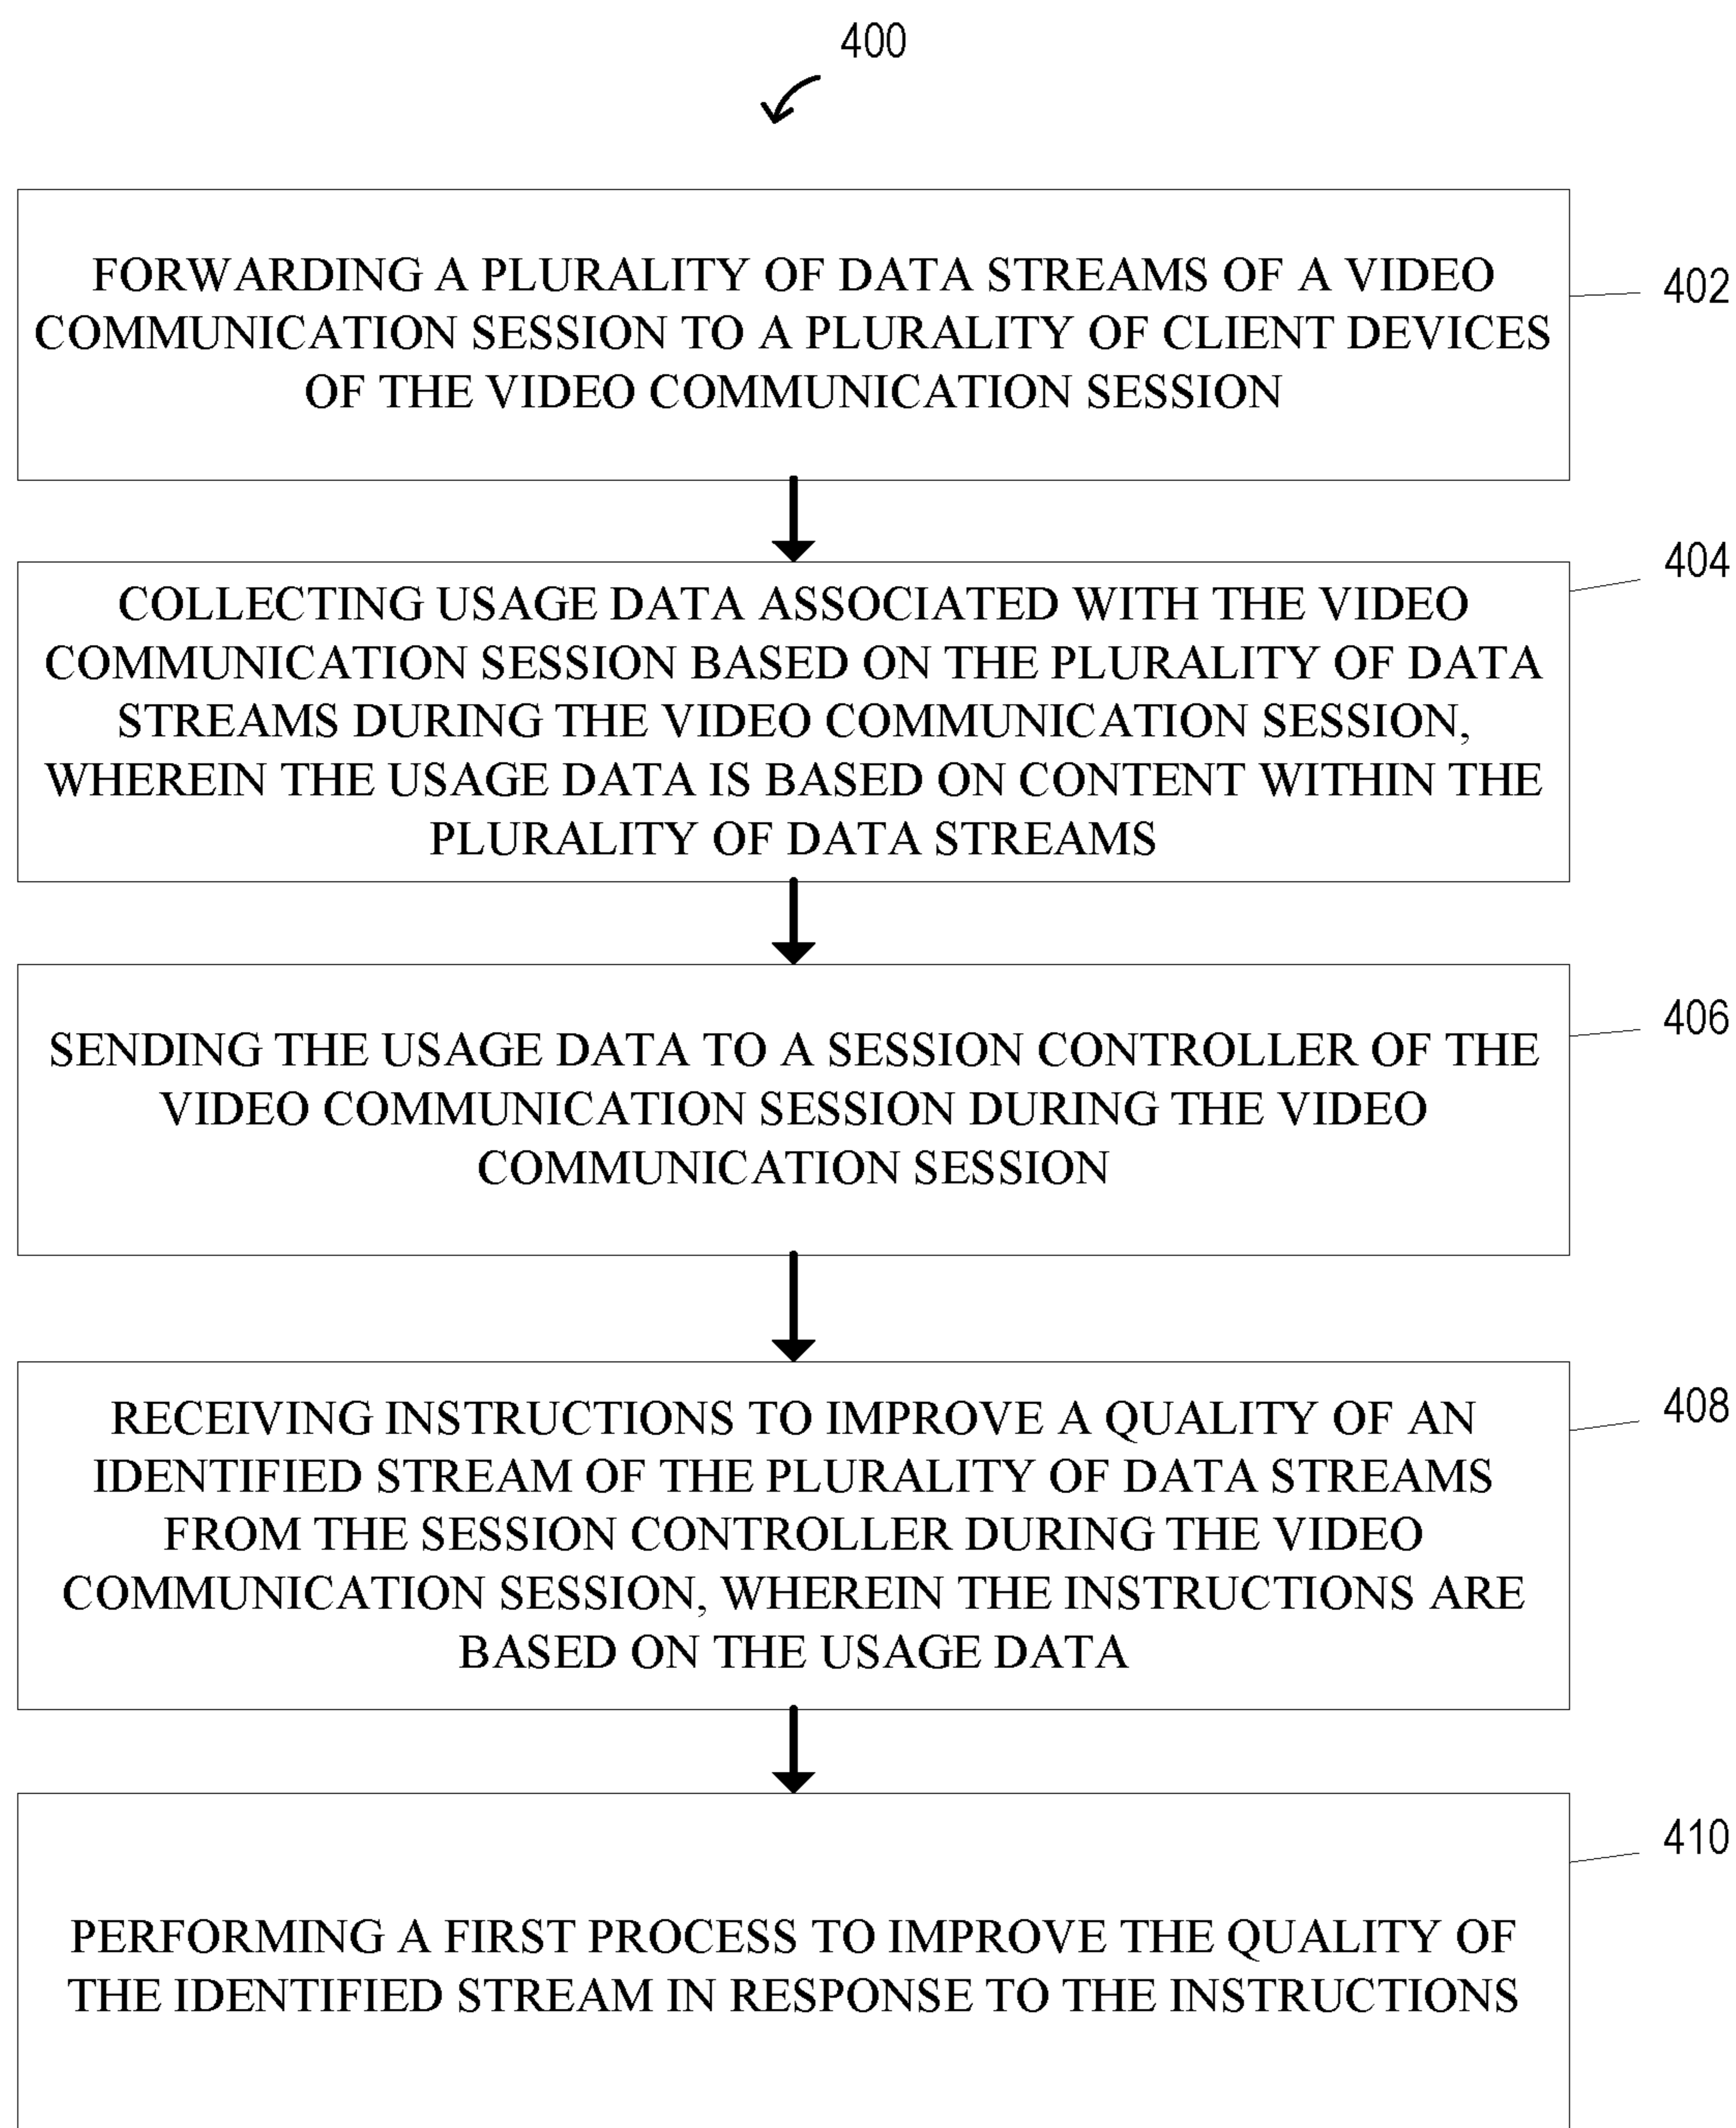 400
FORWARDING A PLURALITY OF DATA STREAMS OF A VIDEO
COMMUNICATION SESSION TO A PLURALITY OF CLIENT DEVICES
OF THE VIDEO COMMUNICATION SESSION
402
COLLECTING USAGE DATA ASSOCIATED WITH THE VIDEO
COMMUNICATION SESSION BASED ON THE PLURALITY OF DATA
STREAMS DURING THE VIDEO COMMUNICATION SESSION,
WHEREIN THE USAGE DATA IS BASED ON CONTENT WITHIN THE
PLURALITY OF DATA STREAMS
404
SENDING THE USAGE DATA TO A SESSION CONTROLLER OF THE
VIDEO COMMUNICATION SESSION DURING THE VIDEO
COMMUNICATION SESSION
406
RECEIVING INSTRUCTIONS TO IMPROVE A QUALITY OF AN
IDENTIFIED STREAM OF THE PLURALITY OF DATA STREAMS
FROM THE SESSION CONTROLLER DURING THE VIDEO
COMMUNICATION SESSION, WHEREIN THE INSTRUCTIONS ARE
BASED ON THE USAGE DATA
408
PERFORMING A FIRST PROCESS TO IMPROVE THE QUALITY OF
THE IDENTIFIED STREAM IN RESPONSE TO THE INSTRUCTIONS
410